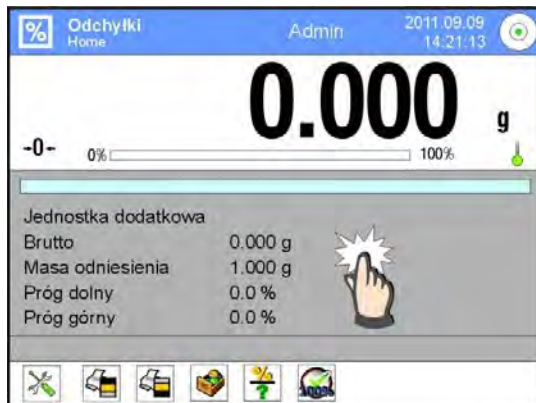 % Odchyłki Admin 2011.09.09
Home 14:21:13
0.000 g
→0← 0% 100%
Jednostka dodatkowa
Brutto 0.000 g
Masa odniesienia 1.000 g
Próg dolny 0.0 %
Próg górny 0.0 %
% ? 100%